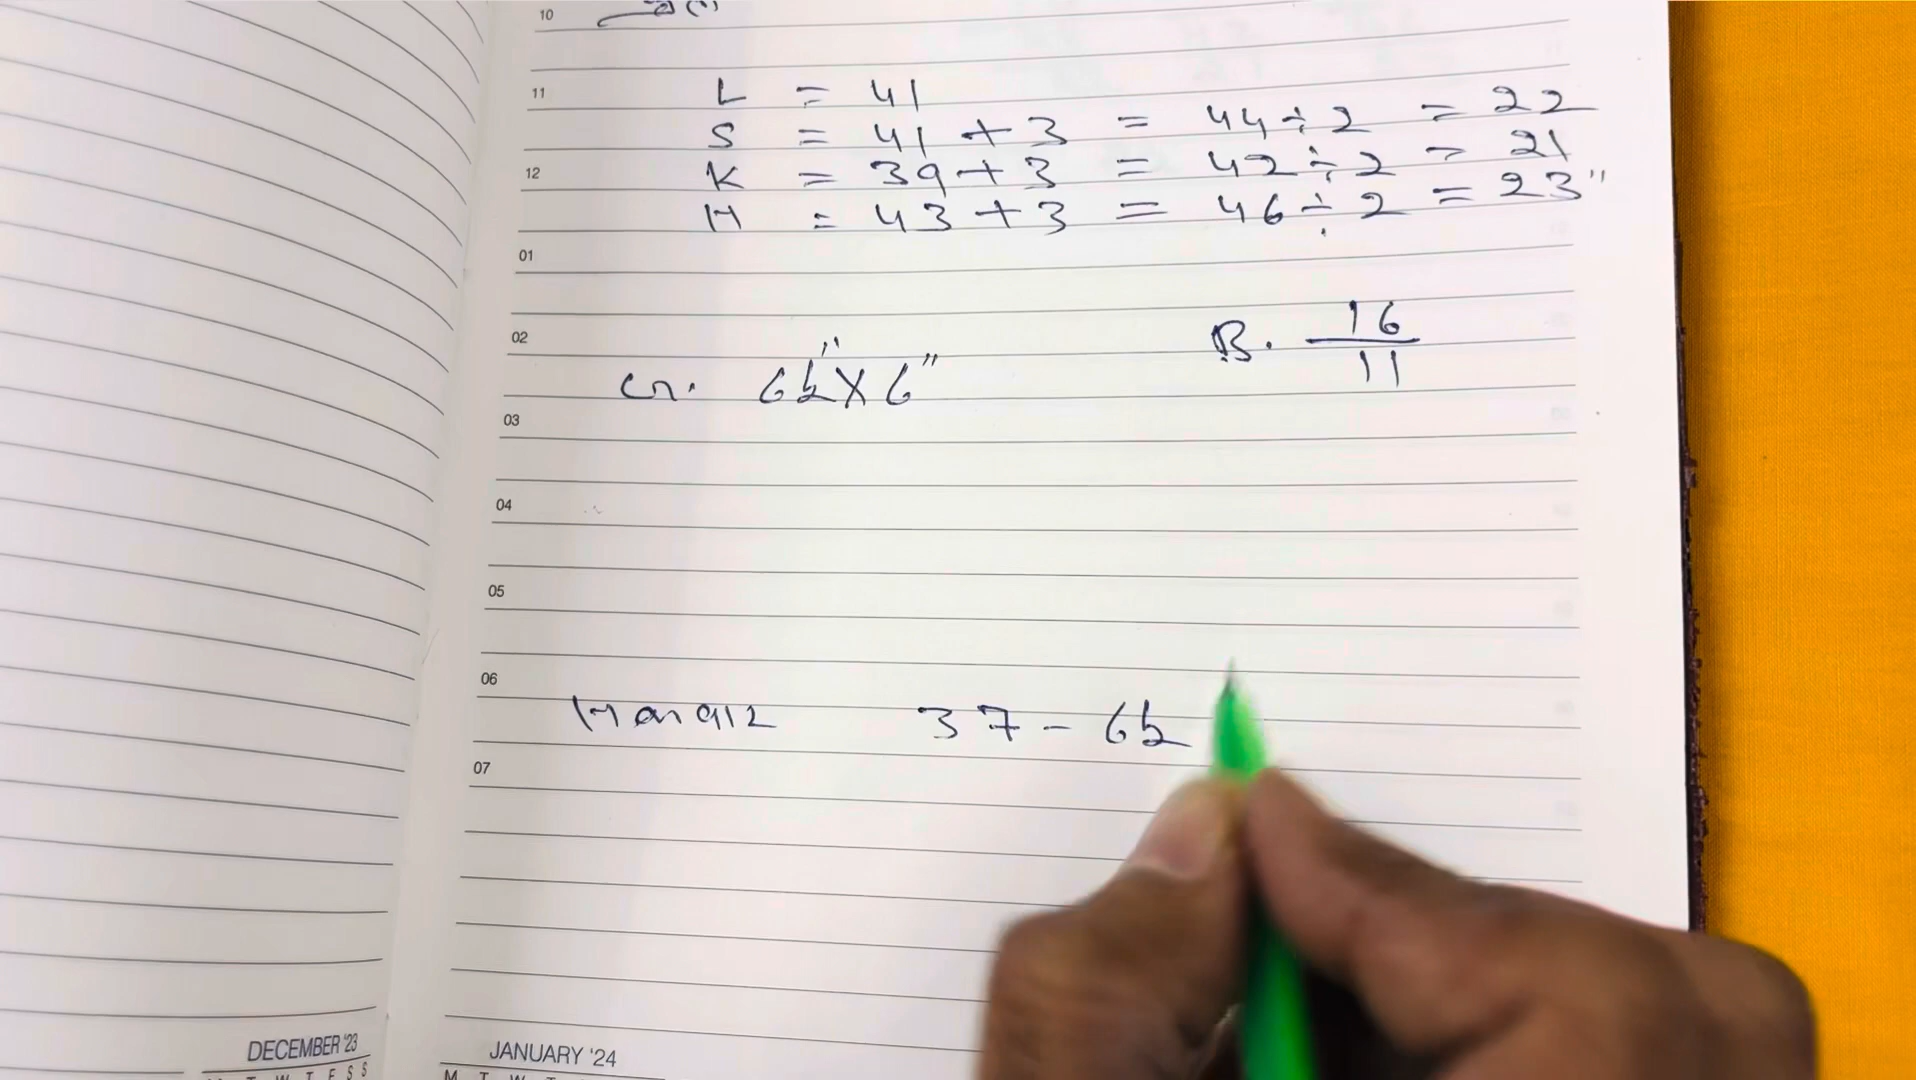 10
11 L = 41
S = 41 + 3 = 44 ÷ 2 = 22
12 K = 39 + 3 = 42 ÷ 2 = 21
H = 43 + 3 = 46 ÷ 2 = 23"
01
02 B. 16
11
6½" X 6"
03
04
05
06
37 - 6½
07
DECEMBER '23
JANUARY '24